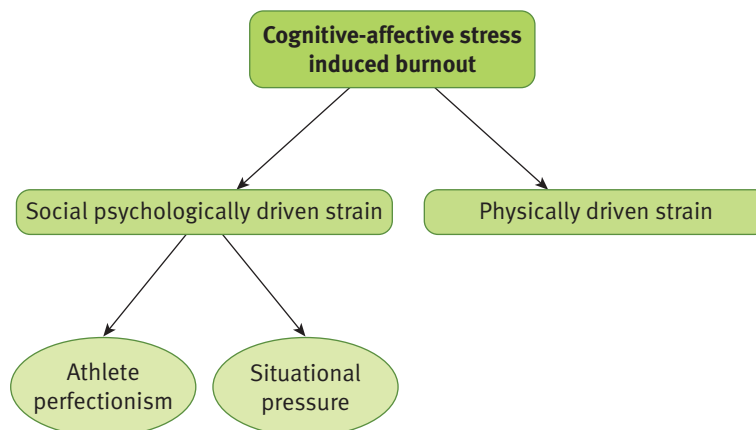 Cognitive-affective stress
induced burnout
Social psychologically driven strain
Physically driven strain
Athlete
perfectionism
Situational
pressure